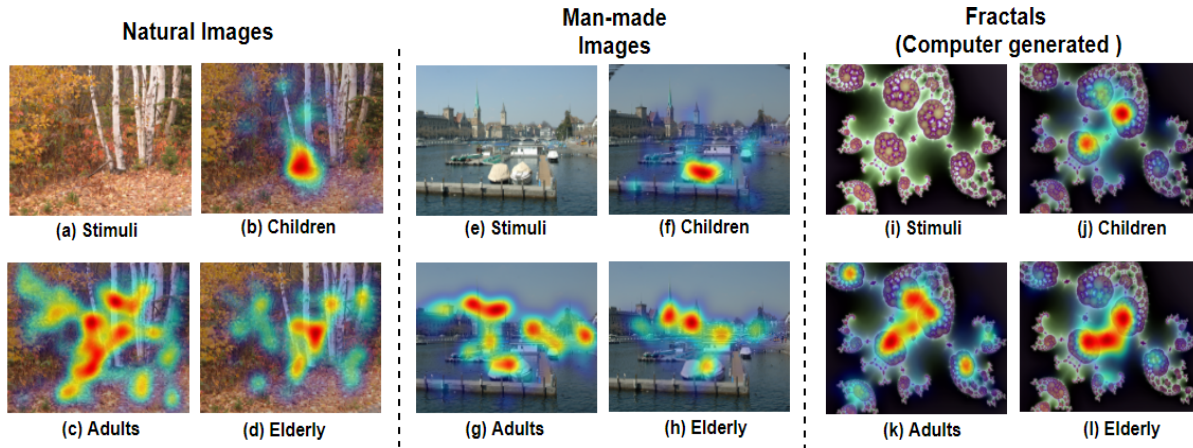 Natural Images
Man-made
Images
Fractals
(Computer generated )
(a) Stimuli
(b) Children
(e) Stimuli
(f) Children
(i) Stimuli
(j) Children
(c) Adults
(d) Elderly
(g) Adults
(h) Elderly
(k) Adults
(l) Elderly